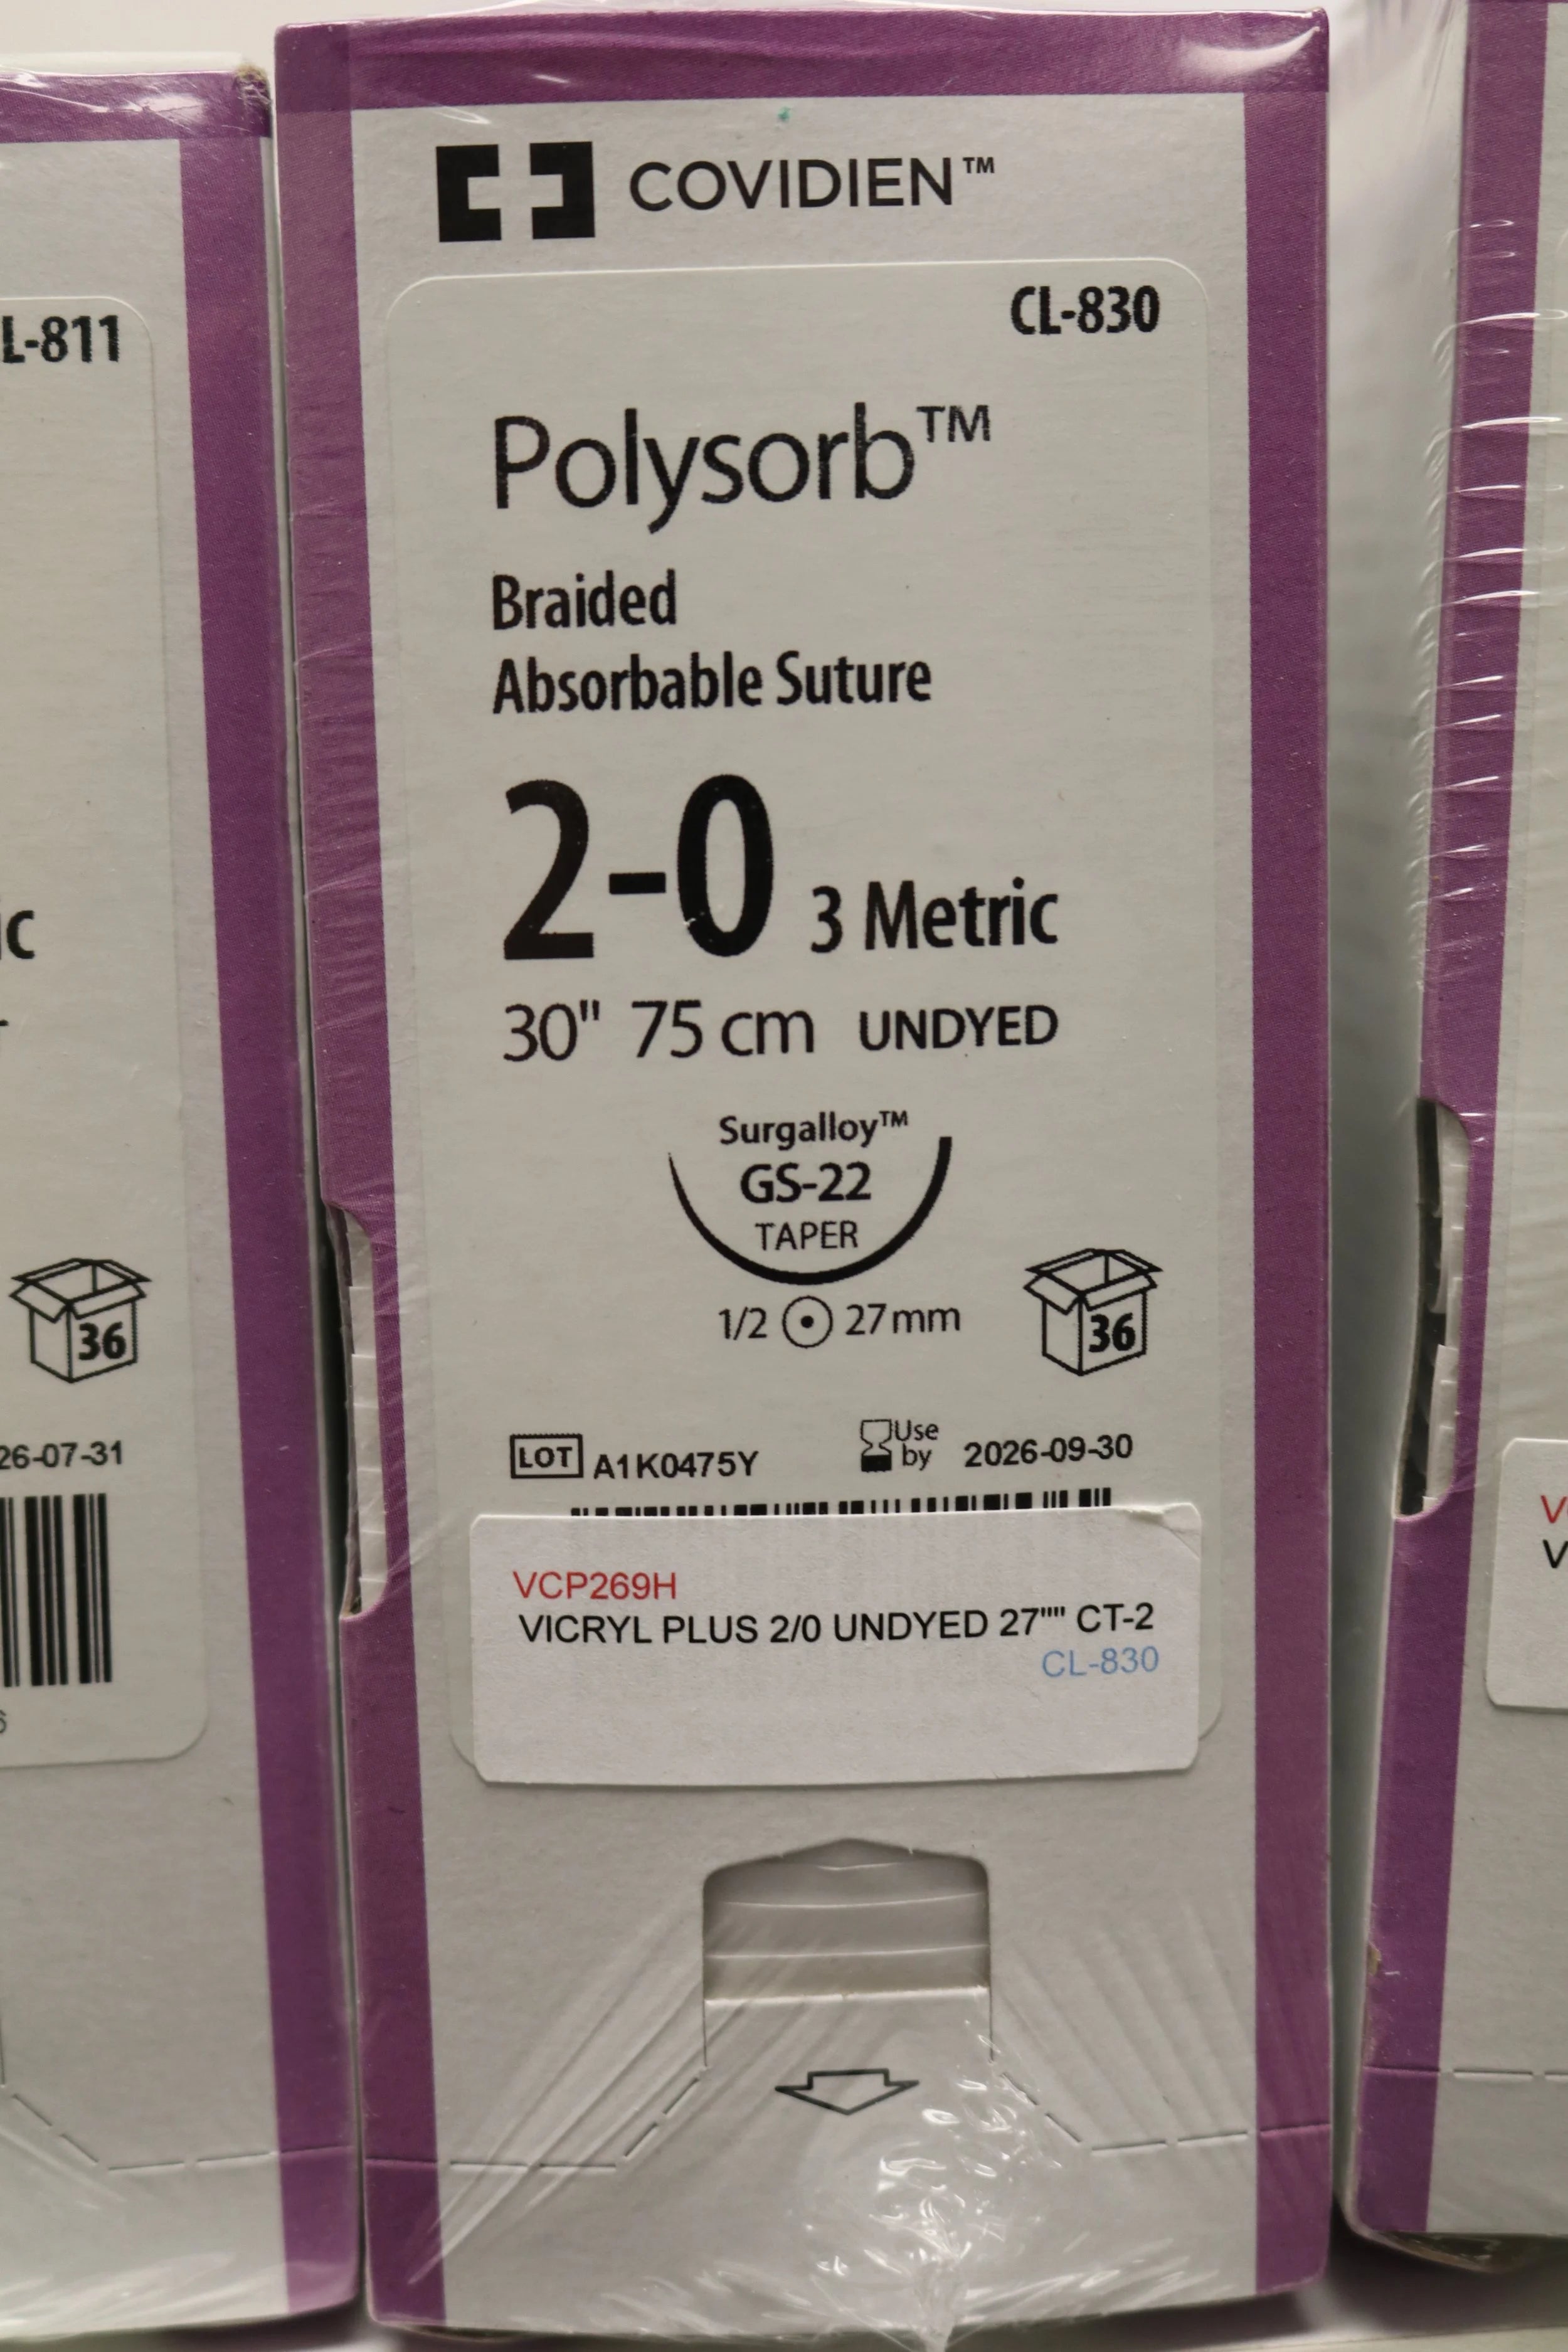 COVIDIEN™
CL-830
Polysorb™
Braided
Absorbable Suture
2-0 3 Metric
30" 75 cm UNDYED
Surgalloy™
GS-22
TAPER
1/2 27mm
36
LOT A1K0475Y Use by 2026-09-30
VCP269H
VICRYL PLUS 2/0 UNDYED 27"" CT-2
CL-830
L-811
ic
36
26-07-31
V
V